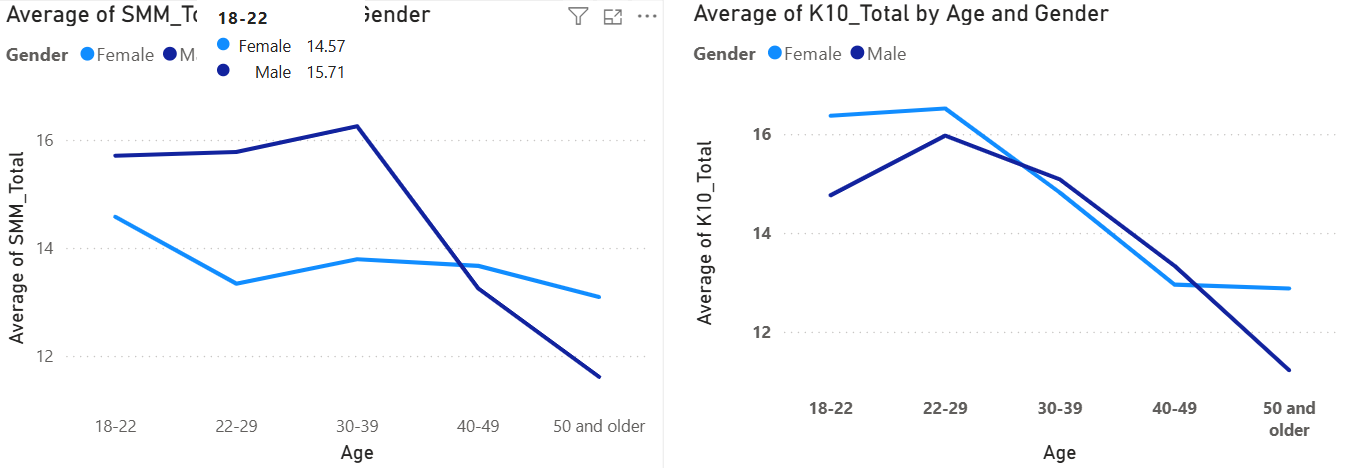 Average of SMM_To
Gender
18-22
Female 14.57
Male 15.71
Gender Female M
16
14
12
Average of SMM_Total
18-22 22-29 30-39 40-49 50 and older
Age
Average of K10_Total by Age and Gender
Gender Female Male
16
14
12
Average of K10_Total
18-22 22-29 30-39 40-49 50 and
older
Age